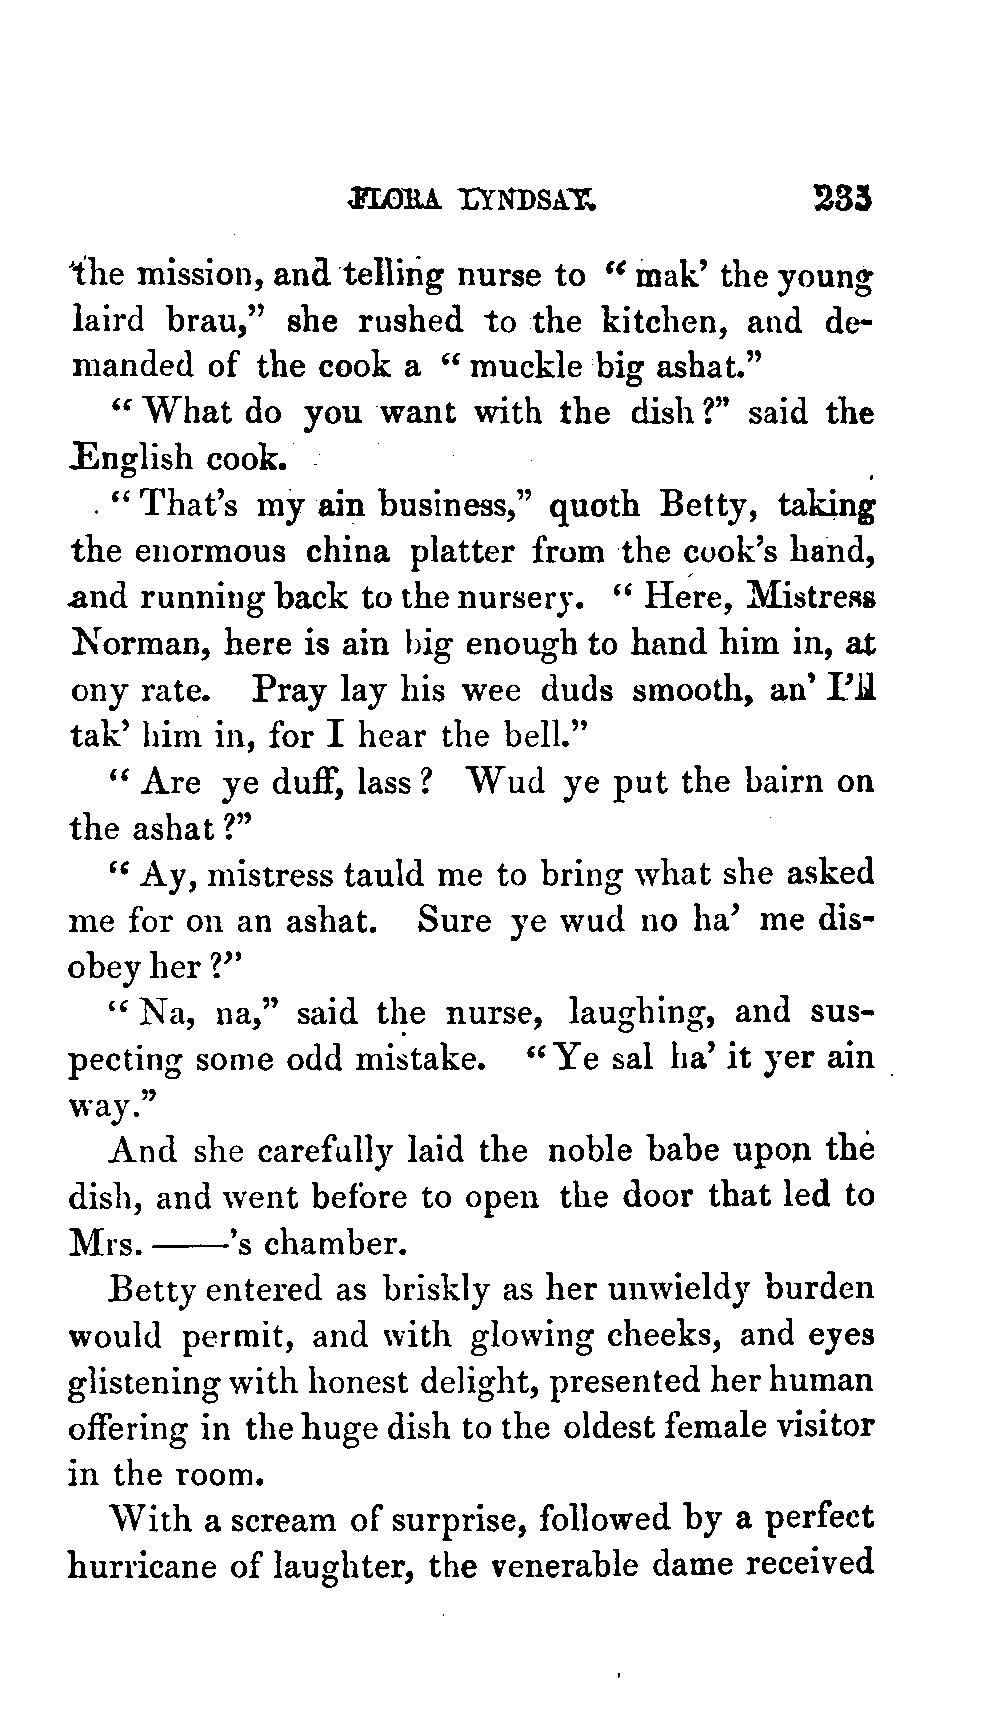 FLORA LYNDSAY. 235
the mission, and telling nurse to “ mak’ the young
laird brau,” she rushed to the kitchen, and de-
manded of the cook a “ muckle big ashat.”
“ What do you want with the dish ?” said the
English cook.
“ That’s my ain business,” quoth Betty, taking
the enormous china platter from the cook’s hand,
and running back to the nursery. “ Here, Mistress
Norman, here is ain big enough to hand him in, at
ony rate. Pray lay his wee duds smooth, an’ I’ll
tak’ him in, for I hear the bell.”
“ Are ye duff, lass ? Wud ye put the bairn on
the ashat ?”
“ Ay, mistress tauld me to bring what she asked
me for on an ashat. Sure ye wud no ha’ me dis-
obey her ?”
“ Na, na,” said the nurse, laughing, and sus-
pecting some odd mistake. “ Ye sal ha’ it yer ain
way.”
And she carefully laid the noble babe upon the
dish, and went before to open the door that led to
Mrs. ——’s chamber.
Betty entered as briskly as her unwieldy burden
would permit, and with glowing cheeks, and eyes
glistening with honest delight, presented her human
offering in the huge dish to the oldest female visitor
in the room.
With a scream of surprise, followed by a perfect
hurricane of laughter, the venerable dame received